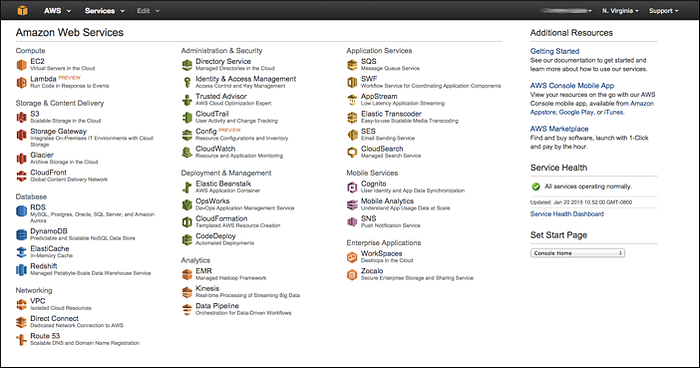 AWS
Services
Edit
N. Virginia
Support
Amazon Web Services
Compute
EC2
Virtual Servers in the Cloud
Lambda PREVIEW
Run Code in Response to Events
Storage & Content Delivery
S3
Scalable Storage in the Cloud
Storage Gateway
Integrates On-Premises IT Environments with Cloud
Storage
Glacier
Archive Storage in the Cloud
CloudFront
Global Content Delivery Network
Database
RDS
MySQL, Postgres, Oracle, SQL Server, and Amazon
Aurora
DynamoDB
Predictable and Scalable NoSQL Data Store
ElastiCache
In-Memory Cache
Redshift
Managed Petabyte-Scale Data Warehouse Service
Networking
VPC
Isolated Cloud Resources
Direct Connect
Dedicated Network Connection to AWS
Route 53
Scalable DNS and Domain Name Registration
Administration & Security
Directory Service
Managed Directories in the Cloud
Identity & Access Management
Access Control and Key Management
Trusted Advisor
AWS Cloud Optimization Expert
CloudTrail
User Activity and Change Tracking
Config PREVIEW
Resource Configurations and Inventory
CloudWatch
Resource and Application Monitoring
Deployment & Management
Elastic Beanstalk
AWS Application Container
OpsWorks
DevOps Application Management Service
CloudFormation
Templated AWS Resource Creation
CodeDeploy
Automated Deployments
Analytics
EMR
Managed Hadoop Framework
Kinesis
Real-time Processing of Streaming Big Data
Data Pipeline
Orchestration for Data-Driven Workflows
Application Services
SQS
Message Queue Service
SWF
Workflow Service for Coordinating Application Components
AppStream
Low Latency Application Streaming
Elastic Transcoder
Easy-to-use Scalable Media Transcoding
SES
Email Sending Service
CloudSearch
Managed Search Service
Mobile Services
Cognito
User Identity and App Data Synchronization
Mobile Analytics
Understand App Usage Data at Scale
SNS
Push Notification Service
Enterprise Applications
WorkSpaces
Desktops in the Cloud
Zocalo
Secure Enterprise Storage and Sharing Service
Additional Resources
Getting Started
See our documentation to get started and
learn more about how to use our services.
AWS Console Mobile App
View your resources on the go with our AWS
Console mobile app, available from Amazon
Appstore, Google Play, or iTunes.
AWS Marketplace
Find and buy software, launch with 1-Click
and pay by the hour.
Service Health
All services operating normally.
Updated: Jan 20 2015 10:52:00 GMT-0800
Service Health Dashboard
Set Start Page
Console Home